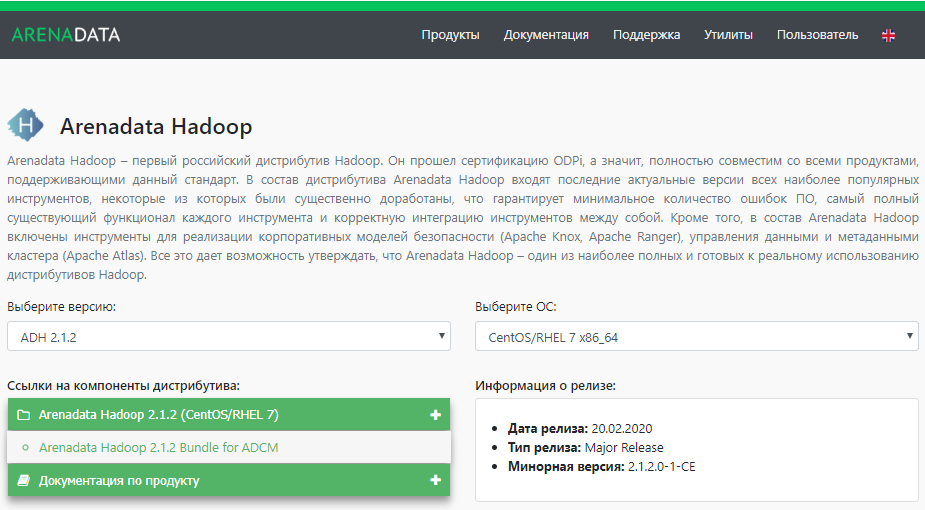 ARENADATA
Продукты Документация Поддержка Утилиты Пользователь
H
Arenadata Hadoop
Arenadata Hadoop – первый российский дистрибутив Hadoop. Он прошел сертификацию ODPi, а значит, полностью совместим со всеми продуктами,
поддерживающими данный стандарт. В состав дистрибутива Arenadata Hadoop входят последние актуальные версии всех наиболее популярных
инструментов, некоторые из которых были существенно доработаны, что гарантирует минимальное количество ошибок ПО, самый полный
существующий функционал каждого инструмента и корректную интеграцию инструментов между собой. Кроме того, в состав Arenadata Hadoop
включены инструменты для реализации корпоративных моделей безопасности (Apache Knox, Apache Ranger), управления данными и метаданными
кластера (Apache Atlas). Все это дает возможность утверждать, что Arenadata Hadoop – один из наиболее полных и готовых к реальному использованию
дистрибутивов Hadoop.
Выберите версию:
ADH 2.1.2
Выберите ОС:
CentOS/RHEL 7 x86_64
Ссылки на компоненты дистрибутива:
Arenadata Hadoop 2.1.2 (CentOS/RHEL 7)
Arenadata Hadoop 2.1.2 Bundle for ADCM
Документация по продукту
Информация о релизе:
Дата релиза: 20.02.2020
Тип релиза: Major Release
Минорная версия: 2.1.2.0-1-CE